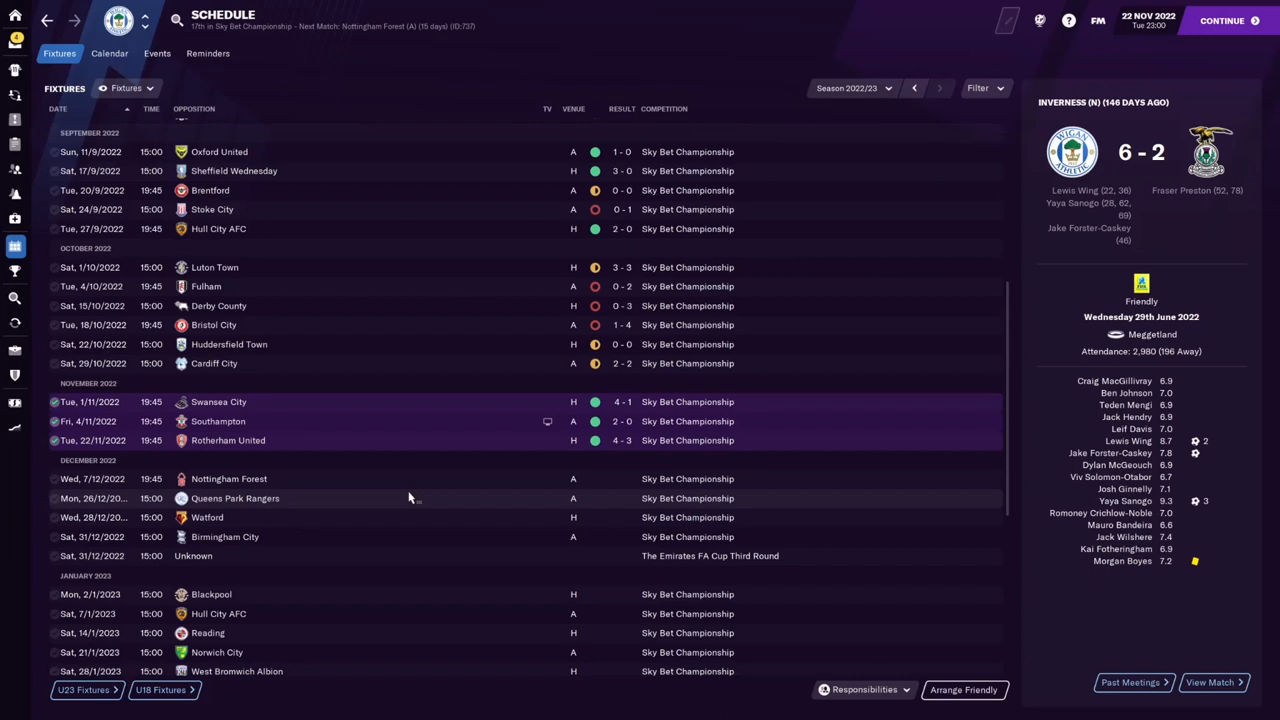 SCHEDULE
17th in Sky Bet Championship - Next Match: Nottingham Forest (A) (15 days) (ID:737)
4
FM
22 NOV 2022
Tue 23:00
CONTINUE
Fixtures
Calendar
Events
Reminders
FIXTURES
Fixtures
Season 2022/23
Filter
DATE TIME OPPOSITION TV VENUE RESULT COMPETITION
SEPTEMBER 2022
Sun, 11/9/2022 15:00 Oxford United A 1 - 0 Sky Bet Championship
Sat, 17/9/2022 15:00 Sheffield Wednesday H 3 - 0 Sky Bet Championship
Tue, 20/9/2022 19:45 Brentford A 0 - 0 Sky Bet Championship
Sat, 24/9/2022 15:00 Stoke City A 0 - 1 Sky Bet Championship
Tue, 27/9/2022 19:45 Hull City AFC H 2 - 0 Sky Bet Championship
OCTOBER 2022
Sat, 1/10/2022 15:00 Luton Town H 3 - 3 Sky Bet Championship
Tue, 4/10/2022 19:45 Fulham A 0 - 2 Sky Bet Championship
Sat, 15/10/2022 15:00 Derby County H 0 - 3 Sky Bet Championship
Tue, 18/10/2022 19:45 Bristol City A 1 - 4 Sky Bet Championship
Sat, 22/10/2022 15:00 Huddersfield Town H 0 - 0 Sky Bet Championship
Sat, 29/10/2022 15:00 Cardiff City A 2 - 2 Sky Bet Championship
NOVEMBER 2022
Tue, 1/11/2022 19:45 Swansea City H 4 - 1 Sky Bet Championship
Fri, 4/11/2022 19:45 Southampton A 2 - 0 Sky Bet Championship
Tue, 22/11/2022 19:45 Rotherham United H 4 - 3 Sky Bet Championship
DECEMBER 2022
Wed, 7/12/2022 19:45 Nottingham Forest A Sky Bet Championship
Mon, 26/12/20... 15:00 Queens Park Rangers A Sky Bet Championship
Wed, 28/12/20... 15:00 Watford H Sky Bet Championship
Sat, 31/12/2022 15:00 Birmingham City A Sky Bet Championship
Sat, 31/12/2022 15:00 Unknown The Emirates FA Cup Third Round
JANUARY 2023
Mon, 2/1/2023 15:00 Blackpool H Sky Bet Championship
Sat, 7/1/2023 15:00 Hull City AFC A Sky Bet Championship
Sat, 14/1/2023 15:00 Reading H Sky Bet Championship
Sat, 21/1/2023 15:00 Norwich City A Sky Bet Championship
Sat, 28/1/2023 15:00 West Bromwich Albion H Sky Bet Championship
U23 Fixtures
U18 Fixtures
Responsibilities
Arrange Friendly
INVERNESS (N) (146 DAYS AGO)
6 - 2
Lewis Wing (22, 36)
Yaya Sanogo (28, 62,
69)
Jake Forster-Caskey
(46)
Fraser Preston (52, 78)
Friendly
Wednesday 29th June 2022
Meggetland
Attendance: 2,980 (196 Away)
Craig MacGillivray 6.9
Ben Johnson 7.0
Teden Mengi 6.9
Jack Hendry 6.9
Leif Davis 7.0
Lewis Wing 8.7 2
Jake Forster-Caskey 7.8
Dylan McGeouch 6.9
Viv Solomon-Otabor 6.7
Josh Ginnelly 7.1
Yaya Sanogo 9.3 3
Romoney Crichlow-Noble 7.0
Mauro Bandeira 6.6
Jack Wilshere 7.4
Kai Fotheringham 6.9
Morgan Boyes 7.2
Past Meetings
View Match